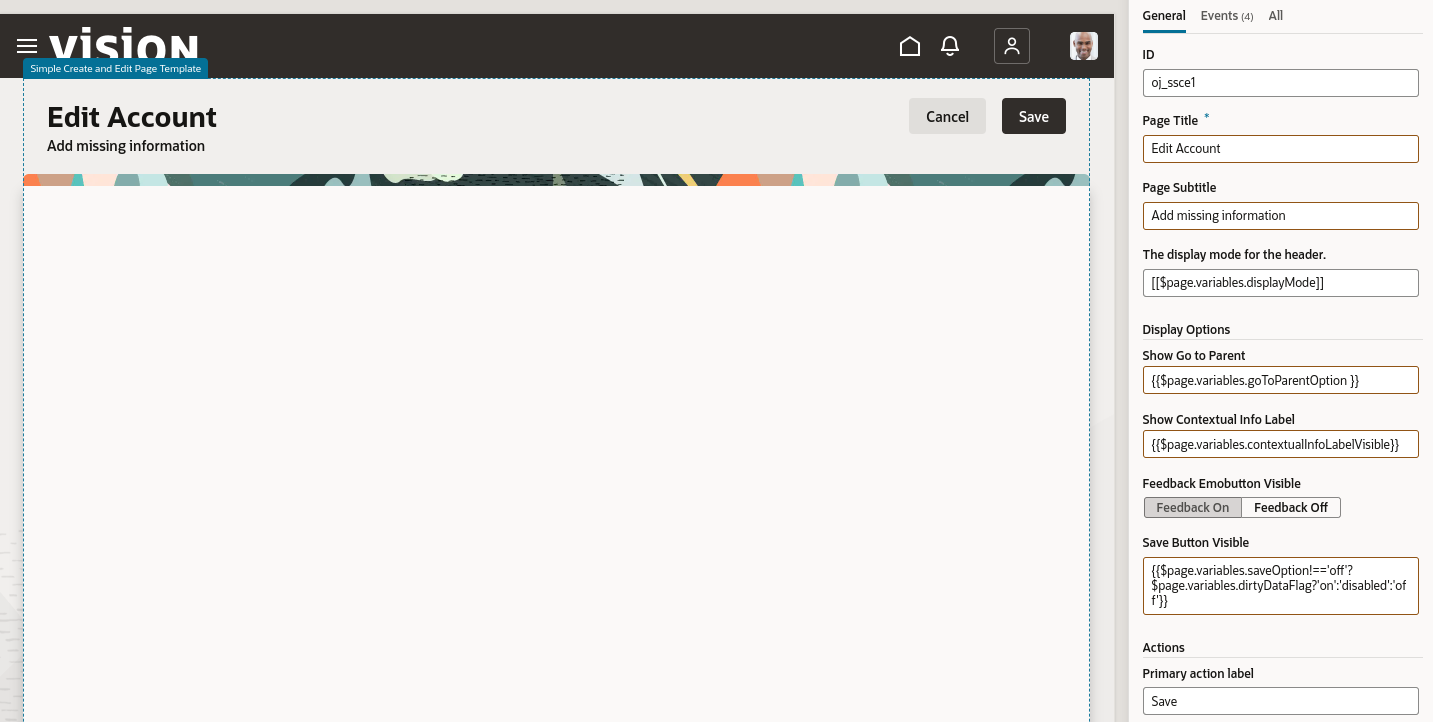 vision
Simple Create and Edit Page Template
Edit Account
Add missing information
Cancel
Save
General
Events (4)
All
ID
oj_ssce1
Page Title *
Edit Account
Page Subtitle
Add missing information
The display mode for the header.
[[$page.variables.displayMode]]
Display Options
Show Go to Parent
{{$page.variables.goToParentOption }}
Show Contextual Info Label
{{$page.variables.contextualInfoLabelVisible}}
Feedback Emobutton Visible
Feedback On
Feedback Off
Save Button Visible
{{$page.variables.saveOption!=='off'?
$page.variables.dirtyDataFlag?'on':'disabled':'of
f'}}
Actions
Primary action label
Save